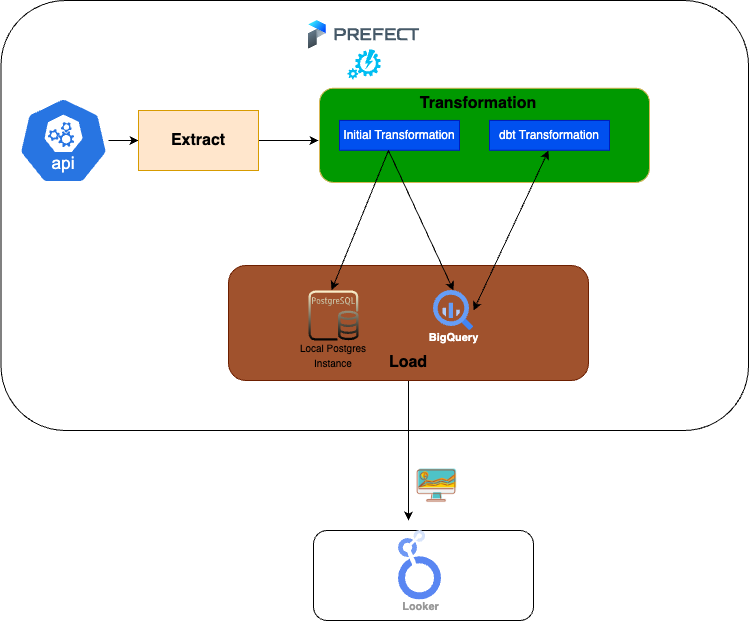 PREFECT
Transformation
Initial Transformation
dbt Transformation
api
Extract
PostgreSQL
Local Postgres
Instance
BigQuery
Load
Looker